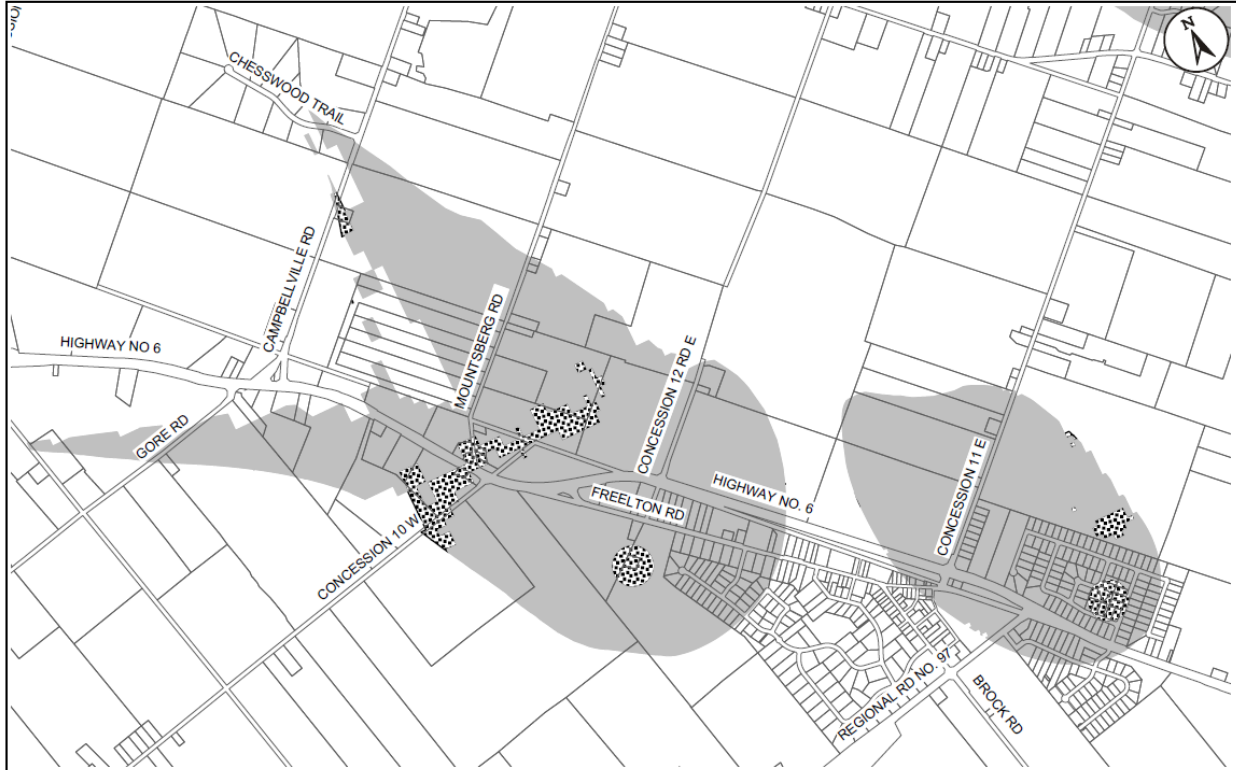 N
CHESSWOOD TRAIL
CAMPBELLVILLE RD
MOUNTSBERG RD
HIGHWAY NO 6
CONCESSION 12 RD E
GORE RD
HIGHWAY NO. 6
FREELTON RD
CONCESSION 11 E
CONCESSION 10 W
REGIONAL RD NO. 97
BROCK RD